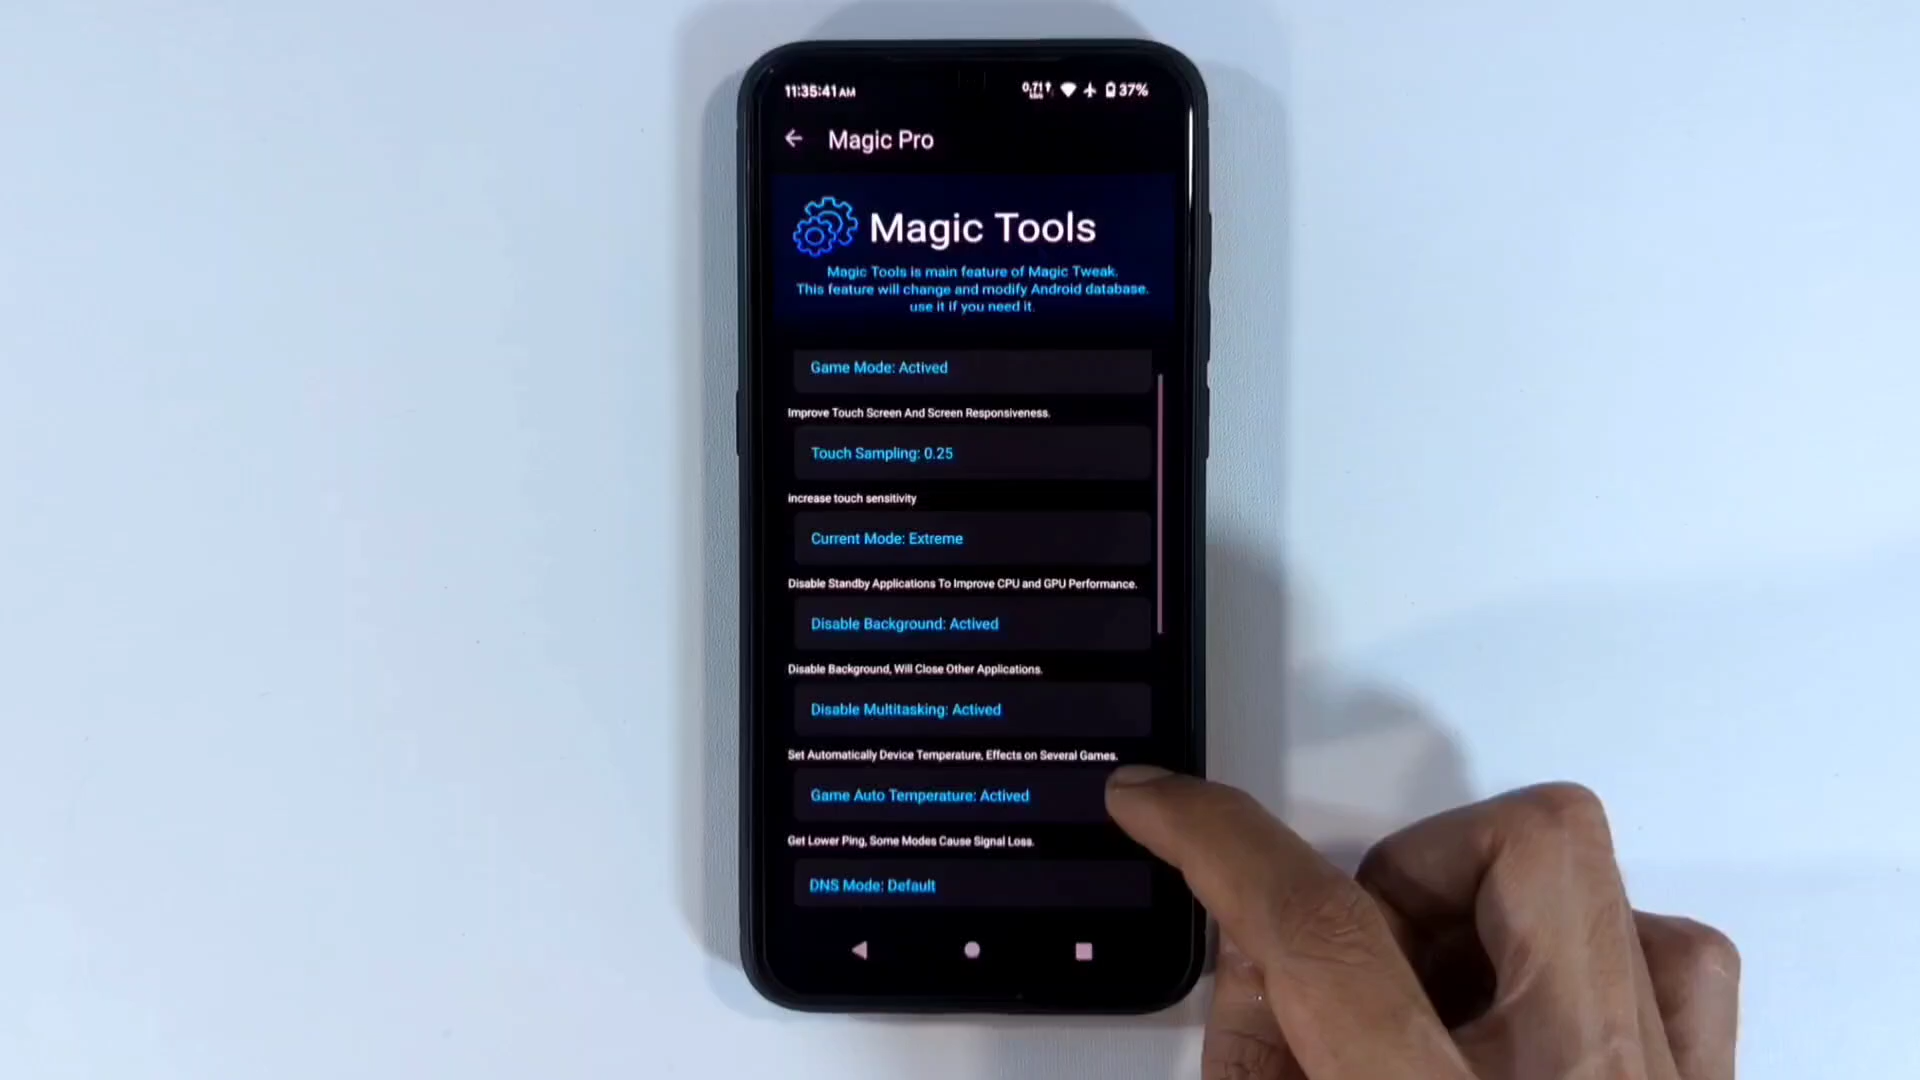 11:35:41 AM
0.71
37%
Magic Pro
Magic Tools
Magic Tools is main feature of Magic Tweak.
This feature will change and modify Android database.
use it if you need it.
Game Mode: Actived
Improve Touch Screen And Screen Responsiveness.
Touch Sampling: 0.25
Increase touch sensitivity
Current Mode: Extreme
Disable Standby Applications To Improve CPU and GPU Performance.
Disable Background: Actived
Disable Background, Will Close Other Applications.
Disable Multitasking: Actived
Set Automatically Device Temperature, Effects on Several Games.
Game Auto Temperature: Actived
Get Lower Ping, Some Modes Cause Signal Loss.
DNS Mode: Default